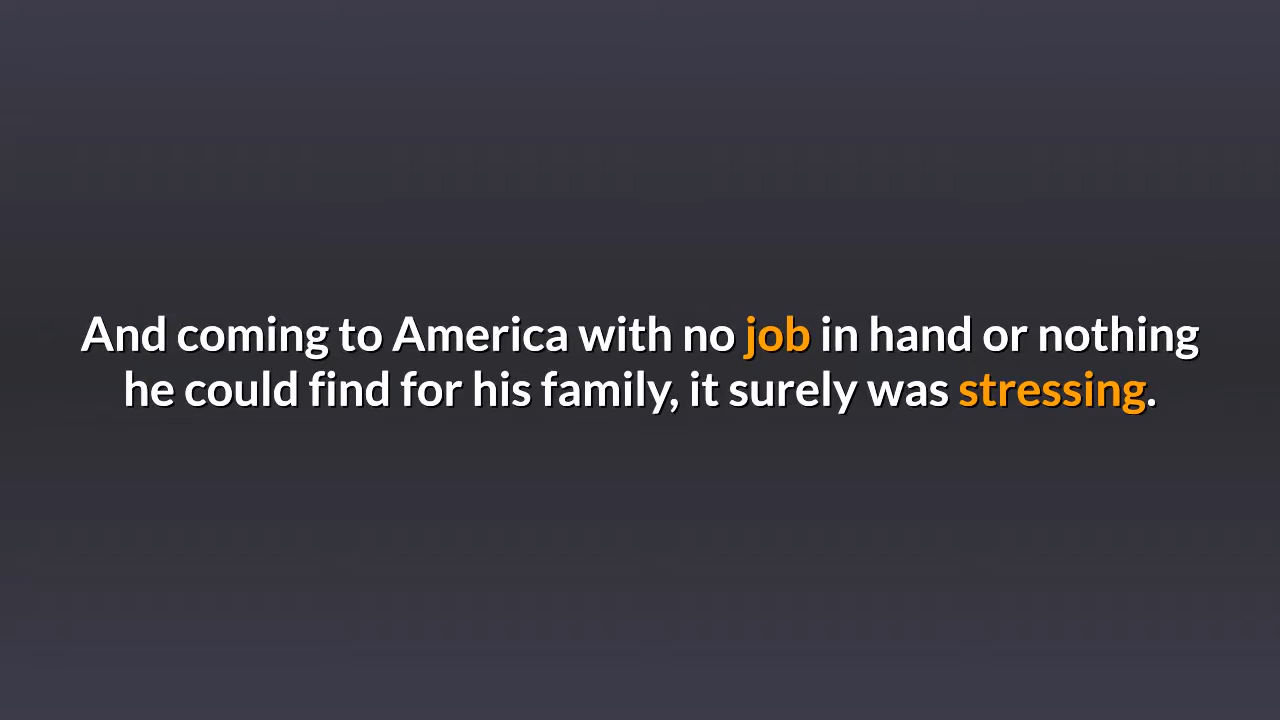 And coming to America with no job in hand or nothing
he could find for his family, it surely was stressing.